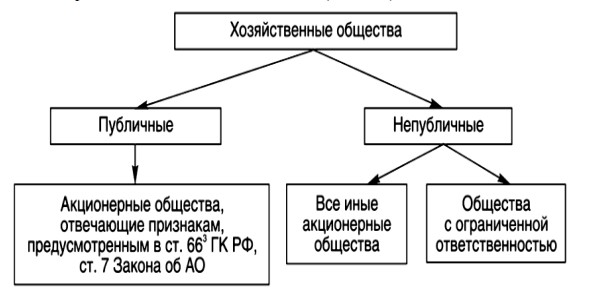 Хозяйственные общества
Публичные
Непубличные
Акционерные общества,
отвечающие признакам,
предусмотренным в ст. 66³ ГК РФ,
ст. 7 Закона об АО
Все иные
акционерные
общества
Общества
с ограниченной
ответственностью